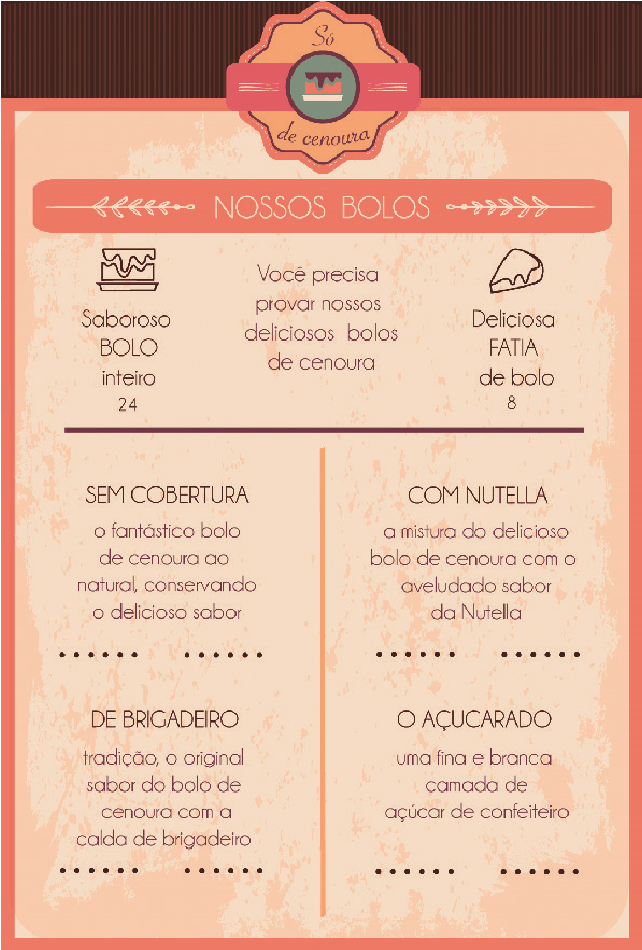 Só
de cenoura
NOSSOS BOLOS
Saboroso
BOLO
inteiro
24
Você precisa
provar nossos
deliciosos bolos
de cenoura
Deliciosa
FATIA
de bolo
8
SEM COBERTURA
o fantástico bolo
de cenoura ao
natural, conservando
o delicioso sabor
COM NUTELLA
a mistura do delicioso
bolo de cenoura com o
aveludado sabor
da Nutella
DE BRIGADEIRO
tradição, o original
sabor do bolo de
cenoura com a
calda de brigadeiro
O AÇUCARADO
uma fina e branca
camada de
açúcar de confeiteiro